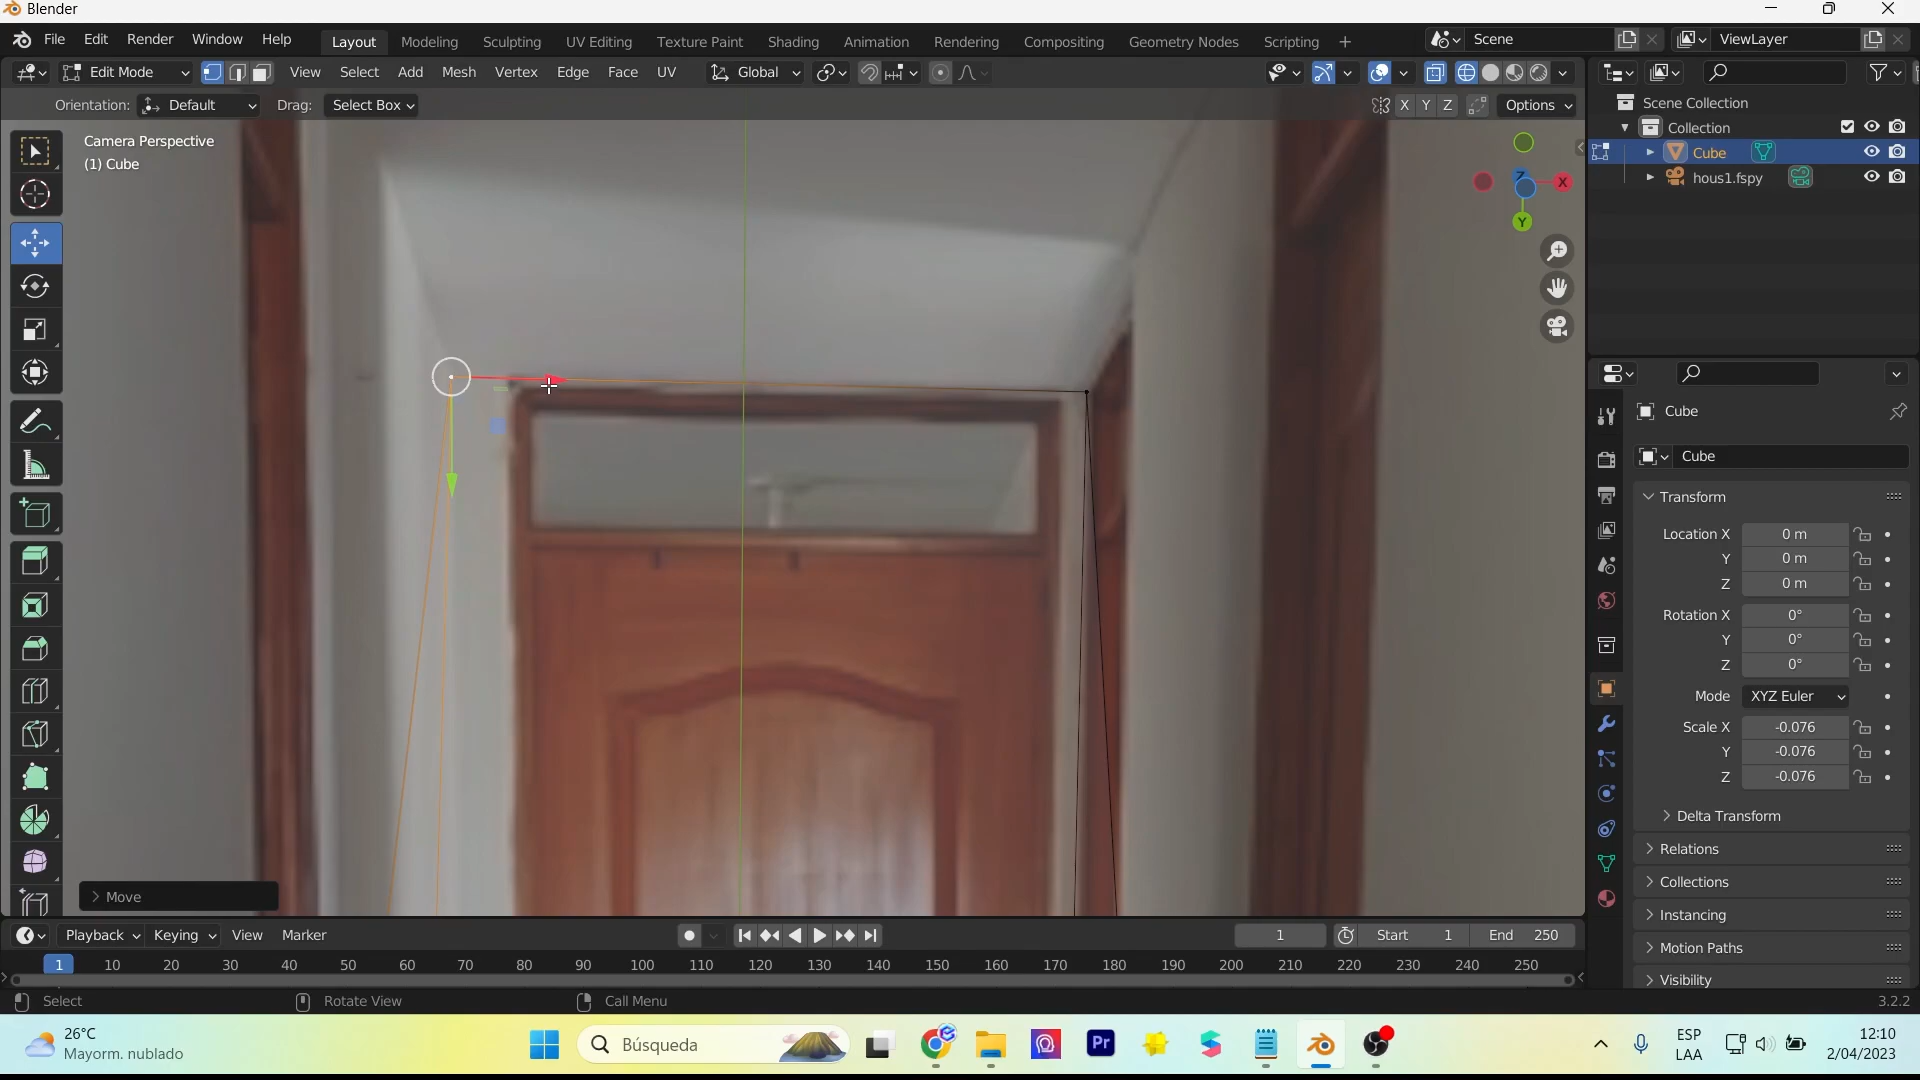 Blender
File Edit Render Window Help Layout Modeling Sculpting UV Editing Texture Paint Shading Animation Rendering Compositing Geometry Nodes Scripting + Scene ViewLayer
Edit Mode View Select Add Mesh Vertex Edge Face UV Global
Orientation: Default Drag: Select Box X Y Z Options
Camera Perspective
(1) Cube
Z X
Y
Scene Collection
Collection
Cube
hous1.fspy
Cube
Cube
Transform
Location X 0 m
Y 0 m
Z 0 m
Rotation X 0°
Y 0°
Z 0°
Mode XYZ Euler
Scale X -0.076
Y -0.076
Z -0.076
Delta Transform
Relations
Collections
Instancing
Motion Paths
Visibility
Move
Playback Keying View Marker 1 Start 1 End 250
1 10 20 30 40 50 60 70 80 90 100 110 120 130 140 150 160 170 180 190 200 210 220 230 240 250
Select Rotate View Call Menu 3.2.2
26°C
Mayorm. nublado
Búsqueda
Pr
ESP
LAA
12:10
2/04/2023